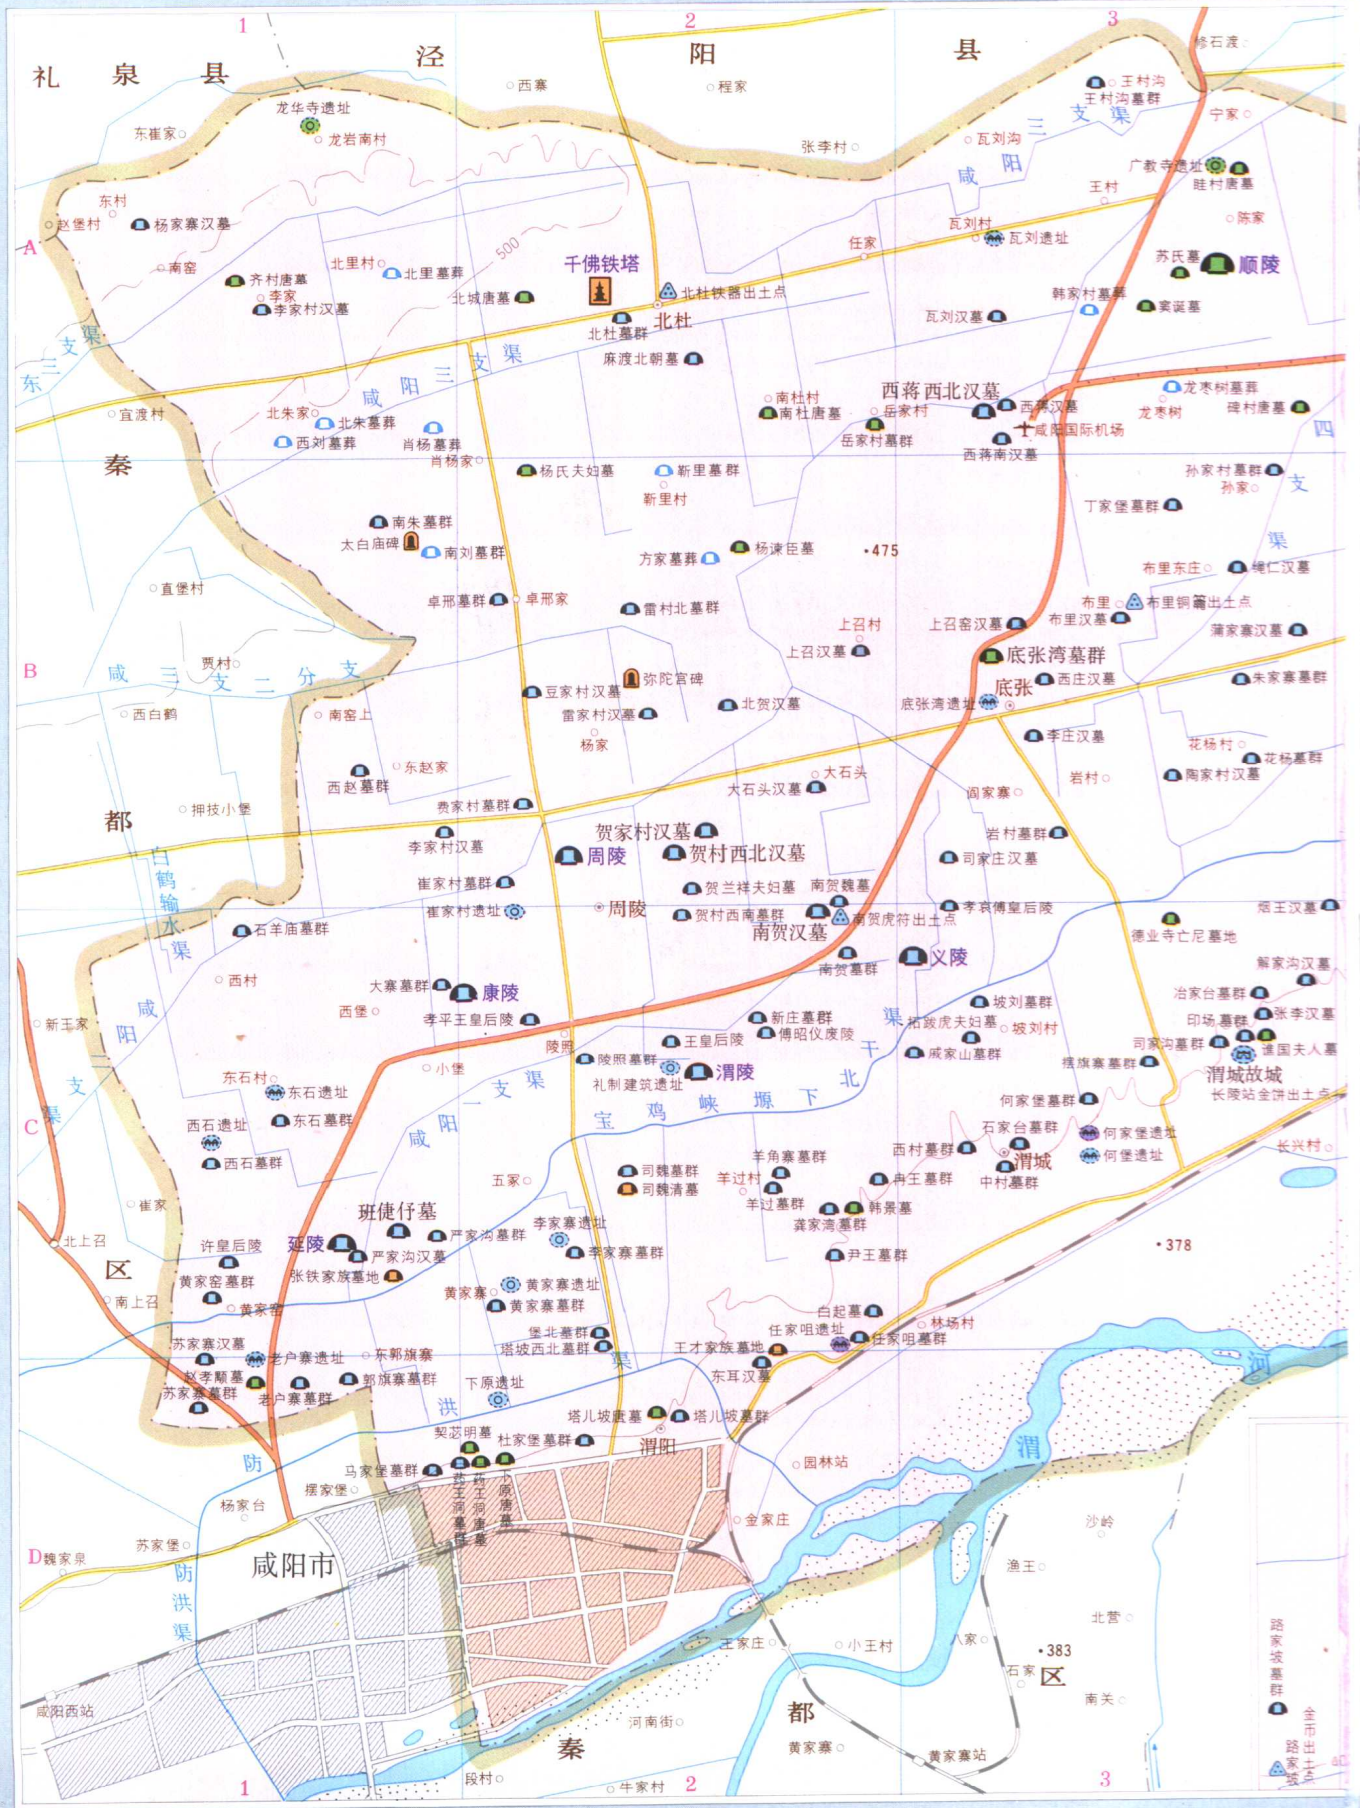 1
2
3
礼泉县
泾阳县
修石渡
西寨
程家
王村沟
王村沟墓群
龙华寺遗址
东崔家
龙岩南村
张李村
瓦刘沟
咸阳三支渠
宁家
广教寺遗址
畦村唐墓
东村
赵堡村
杨家寨汉墓
王村
瓦刘村
瓦刘遗址
陈家
A
南窑
北里村
北里墓葬
500
千佛铁塔
任家
苏氏墓
顺陵
齐村唐墓
李家
李家村汉墓
北城唐墓
北杜铁器出土点
北杜
北杜墓群
韩家村墓葬
窦诞墓
瓦刘汉墓
东三支渠
咸阳三支渠
麻渡北朝墓
宜渡村
北朱家
北朱墓葬
西刘墓葬
肖杨墓葬
肖杨家
南杜村
南杜唐墓
岳家村
岳家村墓群
西蒋西北汉墓
西蒋汉墓
咸阳国际机场
西蒋南汉墓
龙枣树墓葬
龙枣树
碑村唐墓
四支渠
秦
杨氏夫妇墓
靳里墓群
靳里村
孙家村墓群
孙家
丁家堡墓群
南朱墓群
太白庙碑
南刘墓群
方家墓葬
杨谏臣墓
475
直堡村
卓邢墓群
卓邢家
雷村北墓群
布里东庄
缑仁汉墓
布里
布里铜鬲出土点
布里汉墓
蒲家寨汉墓
上召村
上召汉墓
上召窑汉墓
底张湾墓群
B
贾村
咸三支二分支
弥陀宫碑
豆家村汉墓
雷家村汉墓
杨家
北贺汉墓
底张
西庄汉墓
底张湾遗址
朱家寨墓群
西白鹤
南窑上
李庄汉墓
花杨村
花杨墓群
陶家村汉墓
岩村
东赵家
西赵墓群
大石头
大石头汉墓
阎家寨
岩村墓群
押技小堡
都
费家村墓群
李家村汉墓
贺家村汉墓
周陵
贺村西北汉墓
司家庄汉墓
白鹤输水渠
崔家村墓群
崔家村遗址
周陵
贺兰祥夫妇墓
贺村西南墓群
南贺魏墓
南贺虎符出土点
南贺汉墓
南贺墓群
孝哀傅皇后陵
义陵
德业寺亡尼墓地
烟王汉墓
石羊庙墓群
西村
大寨墓群
康陵
孝平王皇后陵
西堡
解家沟汉墓
冶家台墓群
张李汉墓
印场墓群
司家沟墓群
谯国夫人墓
渭城故城
长陵站金饼出土点
新王家
咸阳支渠
陵照
陵照墓群
王皇后陵
新庄墓群
傅昭仪废陵
坡刘墓群
拓跋虎夫妇墓
坡刘村
戚家山墓群
摆旗寨墓群
渭陵
礼制建筑遗址
小堡
东石村
东石遗址
东石墓群
西石遗址
西石墓群
C
咸阳一支渠
宝鸡峡塬下北干渠
何家堡墓群
何家堡遗址
何堡遗址
石家台墓群
渭城
中村墓群
西村墓群
长兴村
羊角寨墓群
羊过村
羊过墓群
冉王墓群
韩景墓
龚家湾墓群
尹王墓群
司魏墓群
司魏清墓
五冢
崔家
北上召
区
南上召
许皇后陵
黄家窑墓群
黄家窑
班倢伃墓
延陵
严家沟墓群
严家沟汉墓
张铁家族墓地
李家寨遗址
李家寨墓群
黄家寨
黄家寨遗址
黄家寨墓群
378
白起墓
任家咀遗址
任家咀墓群
林场村
王才家族墓地
东耳汉墓
堡北墓群
塔坡西北墓群
苏家寨汉墓
老户寨遗址
赵孝顒墓
苏家寨墓群
老户寨墓群
东郭旗寨
郭旗寨墓群
下原遗址
防洪渠
塔儿坡唐墓
塔儿坡墓群
渭阳
契苾明墓
杜家堡墓群
马家堡墓群
药王洞墓群
药王洞唐墓
下原唐墓
渭河
园林站
摆家堡
杨家台
苏家堡
D
魏家泉
咸阳市
防洪渠
金家庄
沙岭
渔王
北营
八家
石家
383
区
南关
王家庄
小王村
咸阳西站
河南街
秦
都
黄家寨
黄家寨站
段村
牛家村
路家坡墓群
路家坡
金币出土点
1
2
3